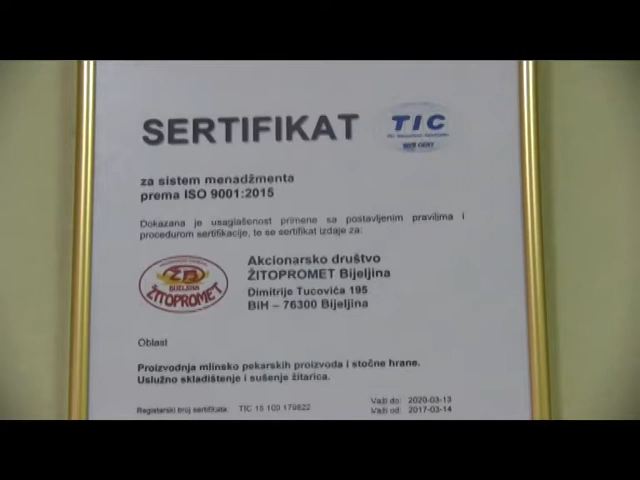 SERTIFIKAT
TIC
za sistem menadžmenta
prema ISO 9001:2015
Dokazana je usaglašenost primene sa postavljenim pravilima i
procedurom sertifikacije, te se sertifikat izdaje za:
Akcionarsko društvo
ŽITOPROMET Bijeljina
Dimitrije Tucovića 195
BiH – 76300 Bijeljina
BIJELJINA
ŽITOPROMET
Oblast
Proizvodnja mlinsko pekarskih proizvoda i stočne hrane.
Uslužno skladištenje i sušenje žitarica.
Registarski broj sertifikata: TIC 15 100 179822
Važi do: 2020-03-13
Važi od: 2017-03-14